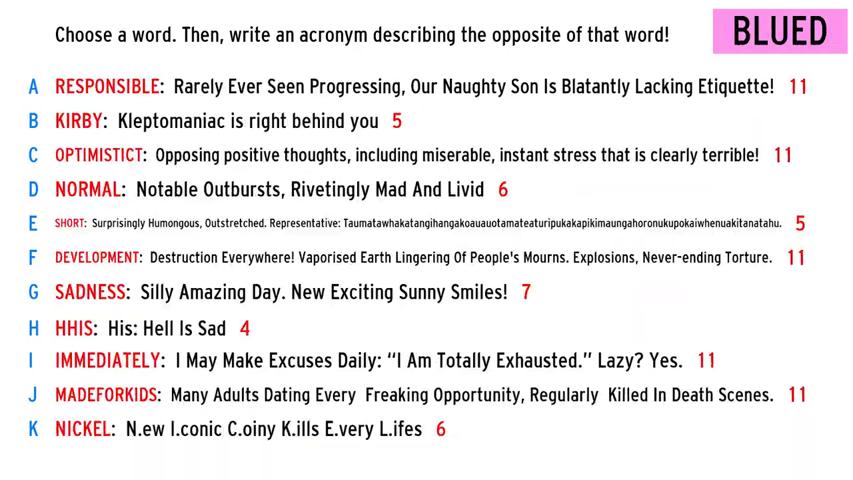 Choose a word. Then, write an acronym describing the opposite of that word!
BLUED
A RESPONSIBLE: Rarely Ever Seen Progressing, Our Naughty Son Is Blatantly Lacking Etiquette! 11
B KIRBY: Kleptomaniac is right behind you 5
C OPTIMISTICT: Opposing positive thoughts, including miserable, instant stress that is clearly terrible! 11
D NORMAL: Notable Outbursts, Rivetingly Mad And Livid 6
E SHORT: Surprisingly Humongous, Outstretched. Representative: Taumatawhakatangihangakoauauotamateaturipukakapikimaungahoronukupokaiwhenuakitanatahu. 5
F DEVELOPMENT: Destruction Everywhere! Vaporised Earth Lingering Of People's Mourns. Explosions, Never-ending Torture. 11
G SADNESS: Silly Amazing Day. New Exciting Sunny Smiles! 7
H HHIS: His: Hell Is Sad 4
I IMMEDIATELY: I May Make Excuses Daily: “I Am Totally Exhausted.” Lazy? Yes. 11
J MADEFORKIDS: Many Adults Dating Every Freaking Opportunity, Regularly Killed In Death Scenes. 11
K NICKEL: N.ew I.conic C.oiny K.ills E.very L.ifes 6